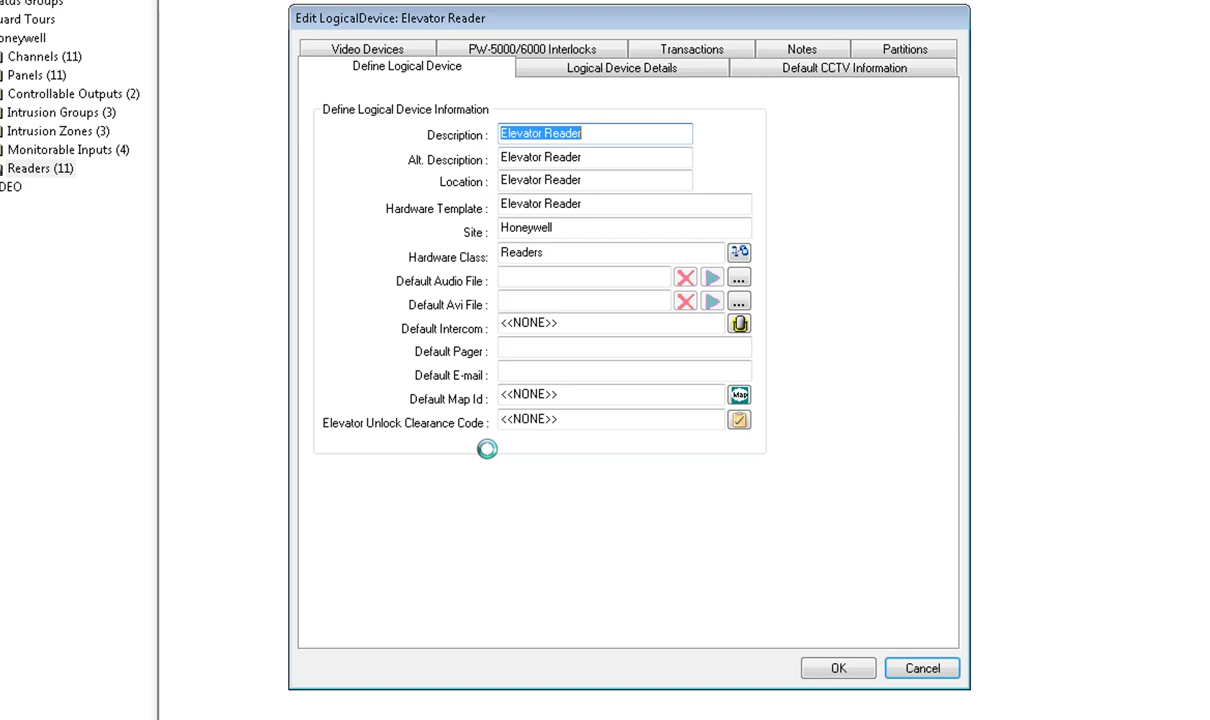 atus Groups
uard Tours
oneywell
Channels (11)
Panels (11)
Controllable Outputs (2)
Intrusion Groups (3)
Intrusion Zones (3)
Monitorable Inputs (4)
Readers (11)
DEO
Edit LogicalDevice: Elevator Reader
Video Devices PW-5000/6000 Interlocks Transactions Notes Partitions
Define Logical Device Logical Device Details Default CCTV Information
Define Logical Device Information
Description : Elevator Reader
Alt. Description : Elevator Reader
Location : Elevator Reader
Hardware Template : Elevator Reader
Site : Honeywell
Hardware Class: Readers
Default Audio File : ...
Default Avi File : ...
Default Intercom : <<NONE>>
Default Pager :
Default E-mail :
Default Map Id : <<NONE>> Map
Elevator Unlock Clearance Code : <<NONE>>
OK Cancel